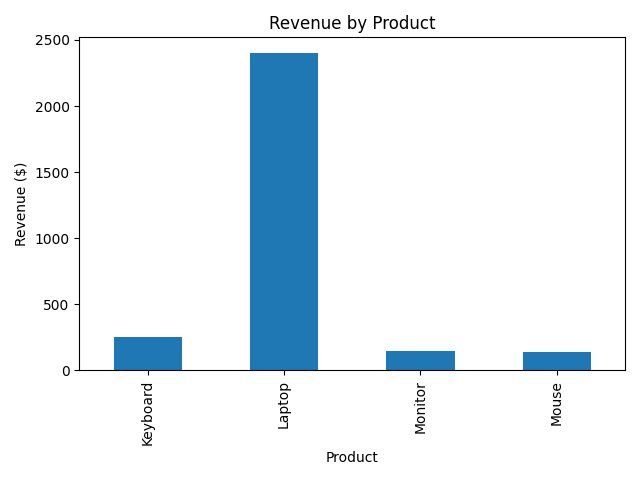 Revenue by Product
2500
2000
1500
1000
500
0
Revenue ($)
Keyboard
Laptop
Monitor
Mouse
Product